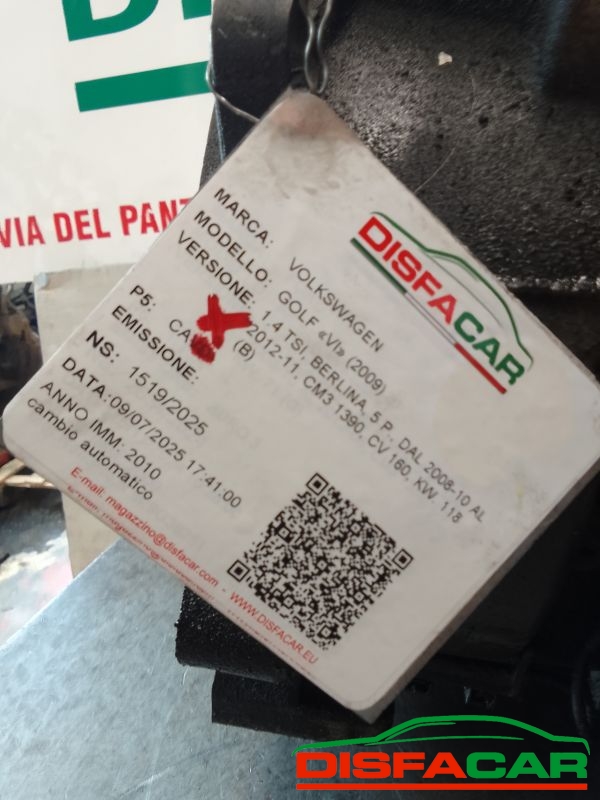 VIA DEL PANZ
DISFACAR
MARCA: VOLKSWAGEN
MODELLO: GOLF «VI» (2009)
VERSIONE: 1.4 TSI, BERLINA, 5 P., DAL 2008-10 AL
2012-11, CM3 1390, CV 160, KW. 118
(B)
P5: CA
EMISSIONE:
NS: 1519/2025
DATA:09/07/2025 17:41:00
ANNO IMM: 2010
cambio automatico
E-mail. magazzino@disfacar.com - www.DISFACAR.EU
DISFACAR